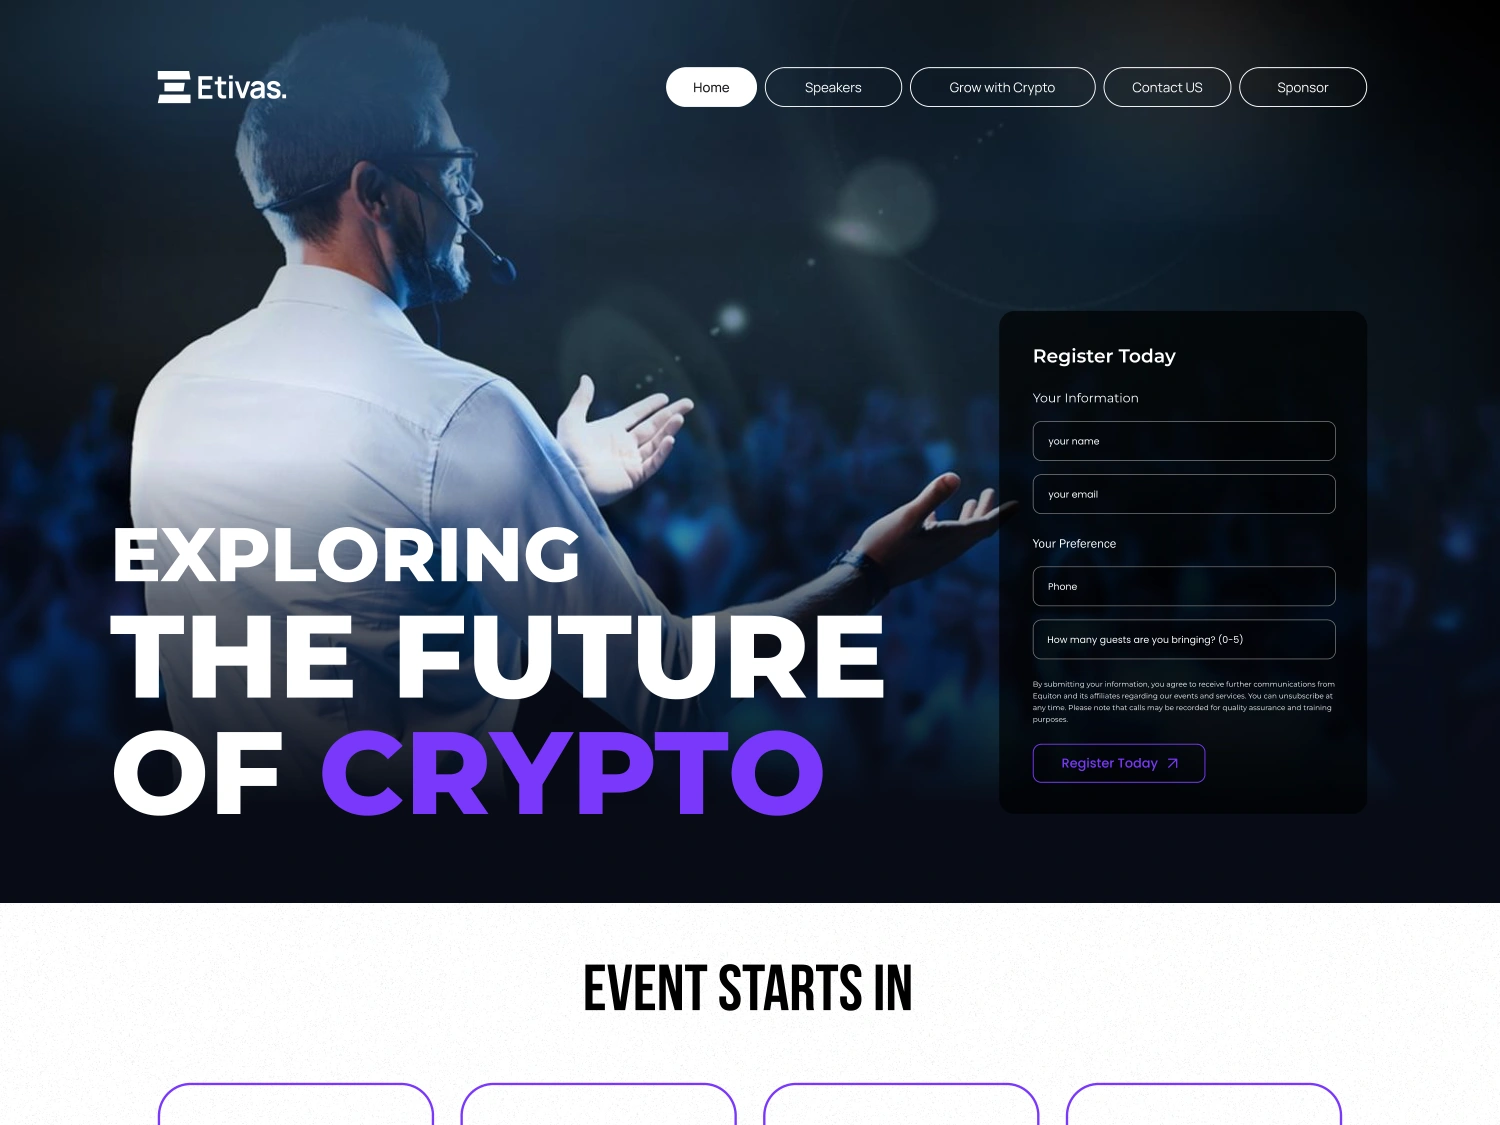 Etivas.
Home
Speakers
Grow with Crypto
Contact US
Sponsor
EXPLORING
THE FUTURE
OF CRYPTO
Register Today
Your Information
your name
your email
Your Preference
Phone
How many guests are you bringing? (0-5)
By submitting your information, you agree to receive further communications from
Equiton and its affiliates regarding our events and services. You can unsubscribe at
any time. Please note that calls may be recorded for quality assurance and training
purposes.
Register Today
EVENT STARTS IN